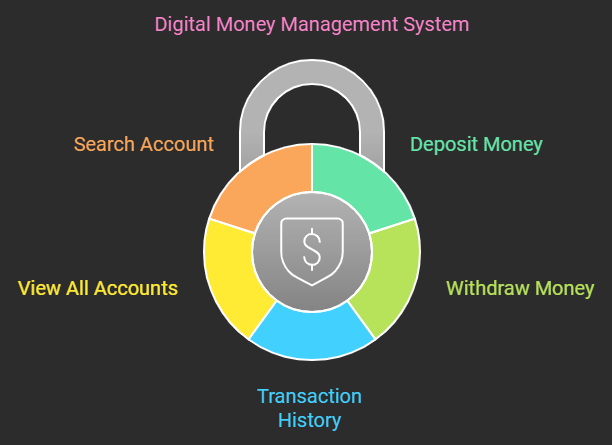 Digital Money Management System
Search Account
Deposit Money
$
View All Accounts
Withdraw Money
Transaction
History